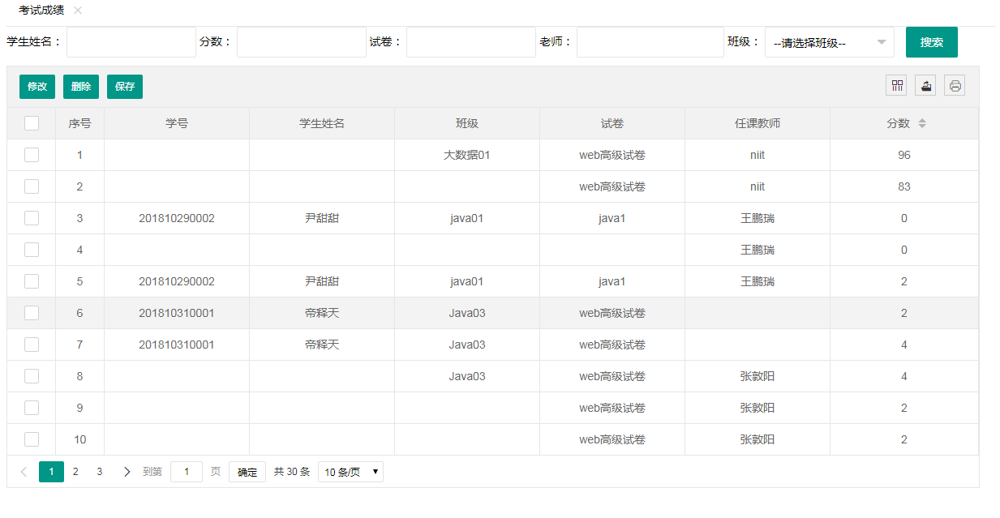 考试成绩
学生姓名： 分数： 试卷： 老师： 班级： --请选择班级-- 搜索
修改 删除 保存
序号 学号 学生姓名 班级 试卷 任课教师 分数
1 大数据01 web高级试卷 niit 96
2 web高级试卷 niit 83
3 201810290002 尹甜甜 java01 java1 王鹏瑞 0
4 王鹏瑞 0
5 201810290002 尹甜甜 java01 java1 王鹏瑞 2
6 201810310001 帝释天 Java03 web高级试卷 2
7 201810310001 帝释天 Java03 web高级试卷 4
8 Java03 web高级试卷 张敦阳 4
9 web高级试卷 张敦阳 2
10 web高级试卷 张敦阳 2
1 2 3 到第 1 页 确定 共 30 条 10 条/页